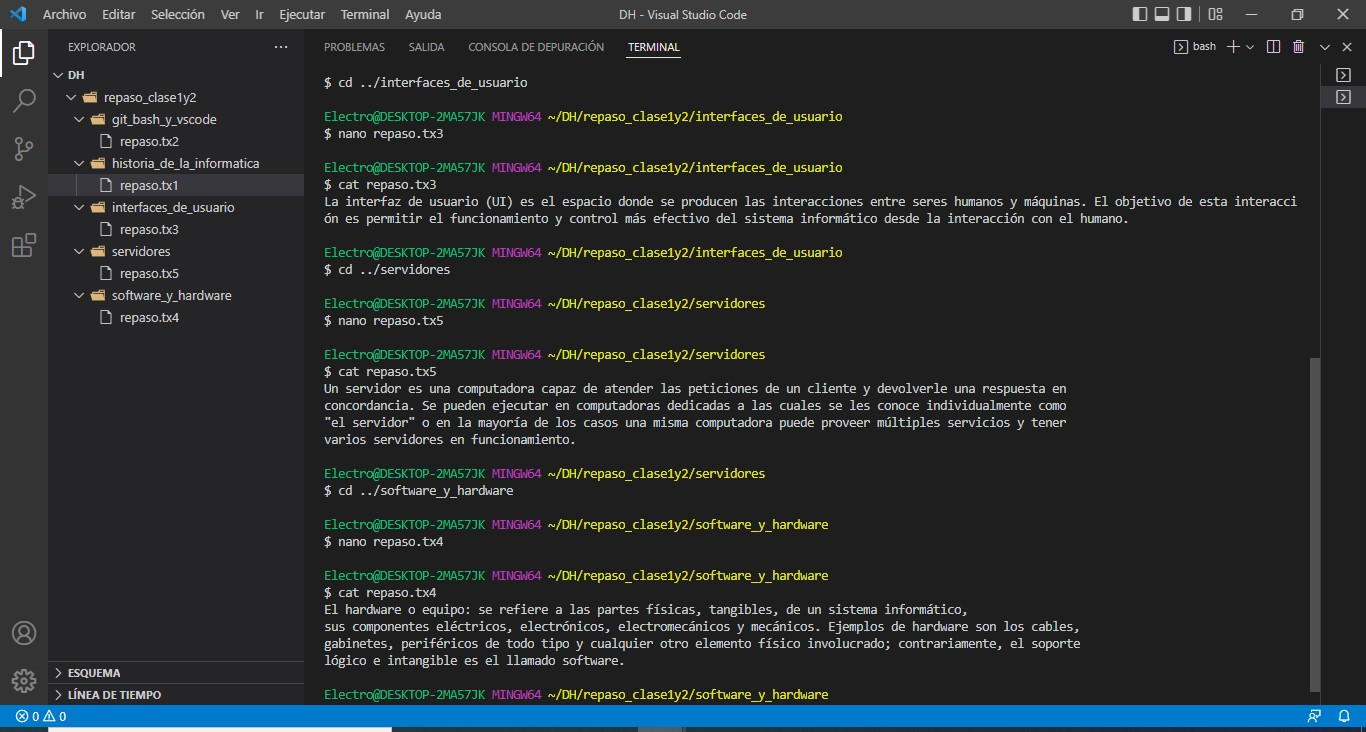 Archivo Editar Selección Ver Ir Ejecutar Terminal Ayuda
DH - Visual Studio Code
EXPLORADOR
DH
repaso_clase1y2
git_bash_y_vscode
repaso.tx2
historia_de_la_informatica
repaso.tx1
interfaces_de_usuario
repaso.tx3
servidores
repaso.tx5
software_y_hardware
repaso.tx4
ESQUEMA
LÍNEA DE TIEMPO
PROBLEMAS SALIDA CONSOLA DE DEPURACIÓN TERMINAL
bash
$ cd ../interfaces_de_usuario
Electro@DESKTOP-2MA57JK MINGW64 ~/DH/repaso_clase1y2/interfaces_de_usuario
$ nano repaso.tx3
Electro@DESKTOP-2MA57JK MINGW64 ~/DH/repaso_clase1y2/interfaces_de_usuario
$ cat repaso.tx3
La interfaz de usuario (UI) es el espacio donde se producen las interacciones entre seres humanos y máquinas. El objetivo de esta interacci
ón es permitir el funcionamiento y control más efectivo del sistema informático desde la interacción con el humano.
Electro@DESKTOP-2MA57JK MINGW64 ~/DH/repaso_clase1y2/interfaces_de_usuario
$ cd ../servidores
Electro@DESKTOP-2MA57JK MINGW64 ~/DH/repaso_clase1y2/servidores
$ nano repaso.tx5
Electro@DESKTOP-2MA57JK MINGW64 ~/DH/repaso_clase1y2/servidores
$ cat repaso.tx5
Un servidor es una computadora capaz de atender las peticiones de un cliente y devolverle una respuesta en
concordancia. Se pueden ejecutar en computadoras dedicadas a las cuales se les conoce individualmente como
"el servidor" o en la mayoría de los casos una misma computadora puede proveer múltiples servicios y tener
varios servidores en funcionamiento.
Electro@DESKTOP-2MA57JK MINGW64 ~/DH/repaso_clase1y2/servidores
$ cd ../software_y_hardware
Electro@DESKTOP-2MA57JK MINGW64 ~/DH/repaso_clase1y2/software_y_hardware
$ nano repaso.tx4
Electro@DESKTOP-2MA57JK MINGW64 ~/DH/repaso_clase1y2/software_y_hardware
$ cat repaso.tx4
El hardware o equipo: se refiere a las partes físicas, tangibles, de un sistema informático,
sus componentes eléctricos, electrónicos, electromecánicos y mecánicos. Ejemplos de hardware son los cables,
gabinetes, periféricos de todo tipo y cualquier otro elemento físico involucrado; contrariamente, el soporte
lógico e intangible es el llamado software.
Electro@DESKTOP-2MA57JK MINGW64 ~/DH/repaso_clase1y2/software_y_hardware
0 0